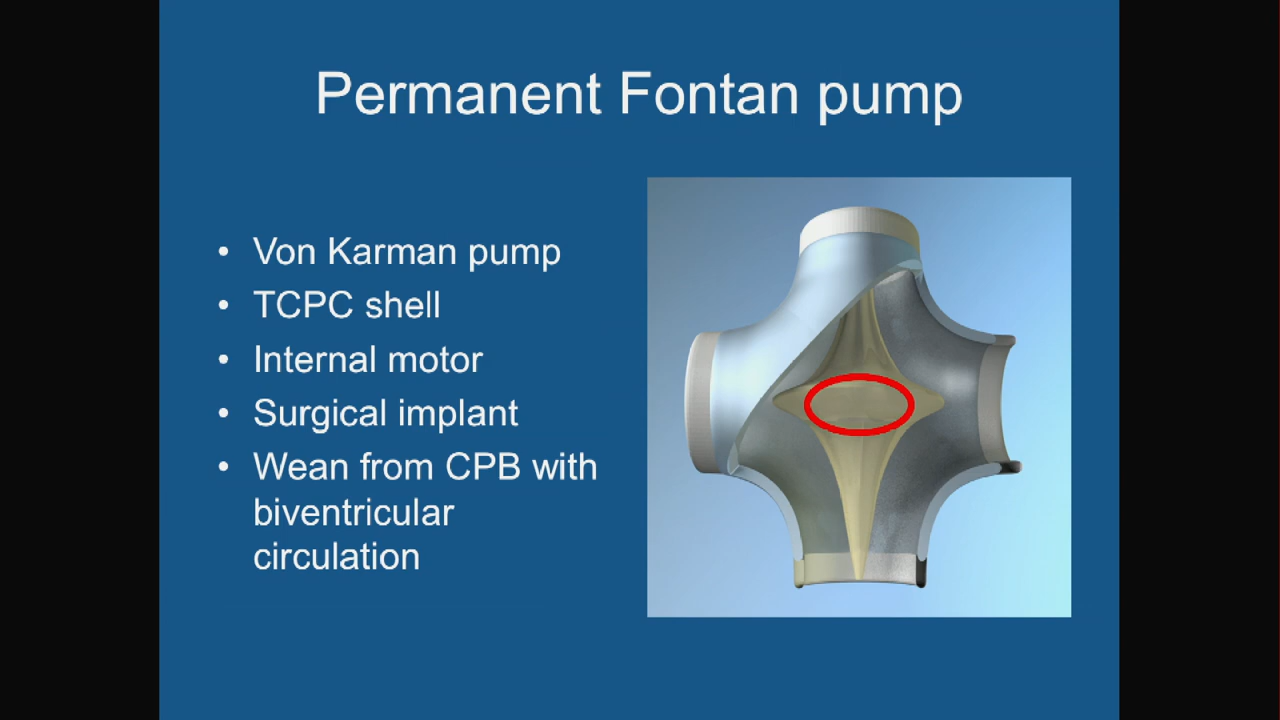 Permanent Fontan pump
• Von Karman pump
• TCPC shell
• Internal motor
• Surgical implant
• Wean from CPB with
biventricular
circulation